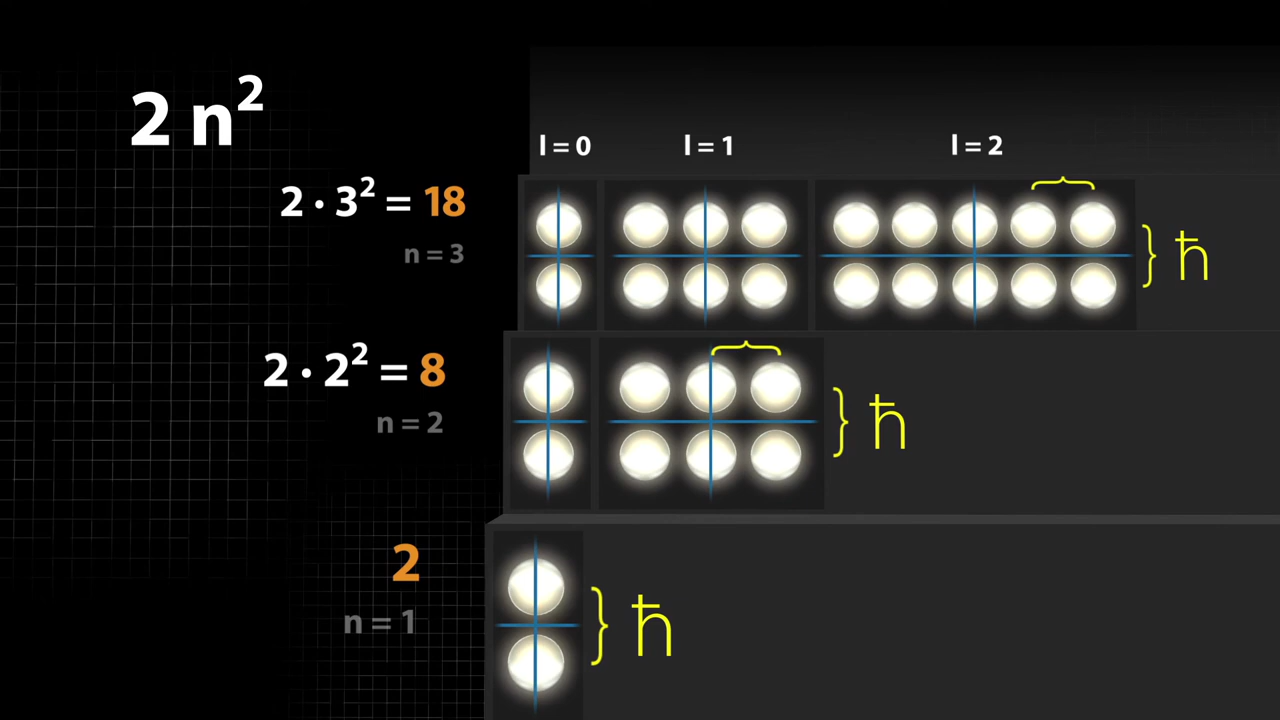 2 n²
l = 0 l = 1 l = 2
2 · 3² = 18
n = 3
} ħ
2 · 2² = 8
n = 2
} ħ
2
n = 1
} ħ